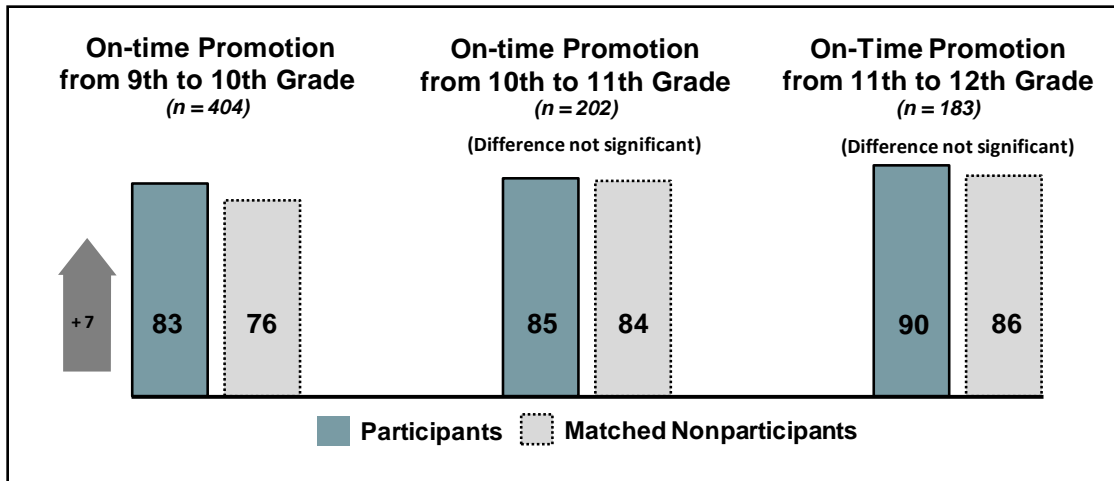 On-time Promotion
from 9th to 10th Grade
(n = 404)
On-time Promotion
from 10th to 11th Grade
(n = 202)
(Difference not significant)
On-Time Promotion
from 11th to 12th Grade
(n = 183)
(Difference not significant)
+ 7
83
76
85
84
90
86
Participants
Matched Nonparticipants